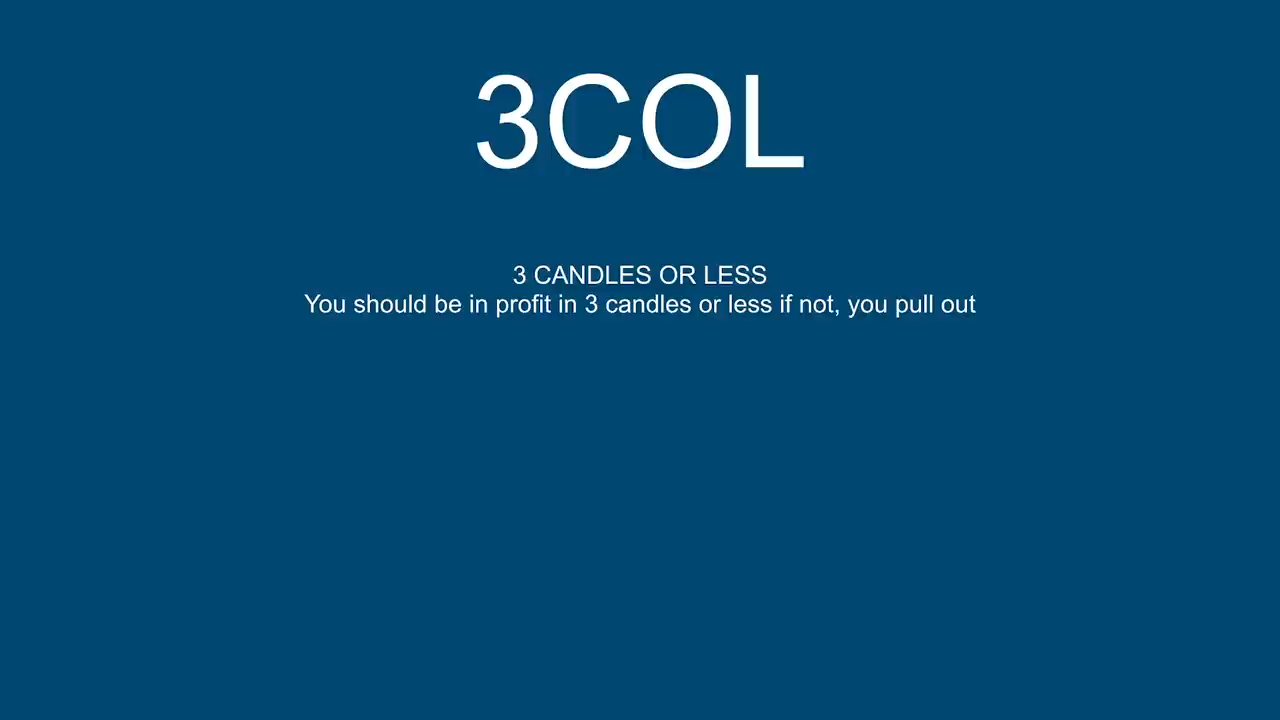 3COL
3 CANDLES OR LESS
You should be in profit in 3 candles or less if not, you pull out